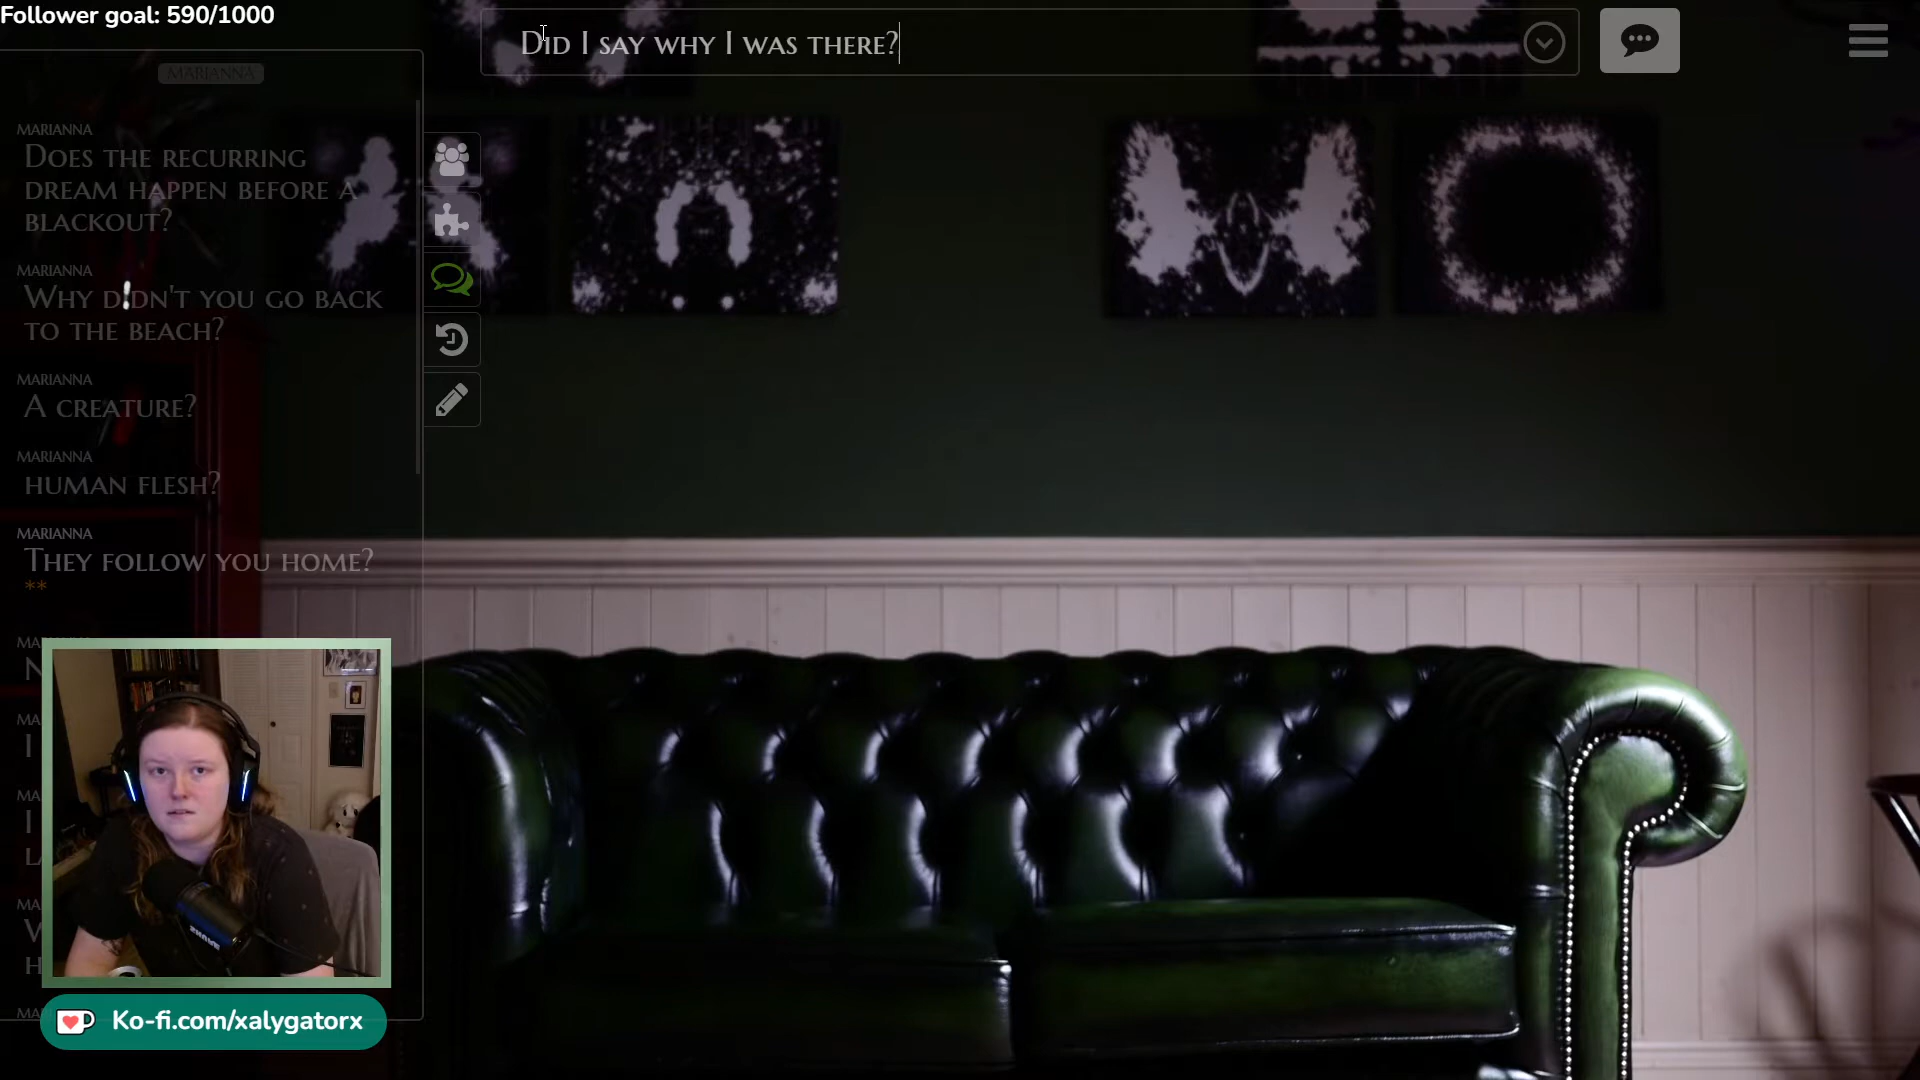 Follower goal: 590/1000
Did I say why I was there?
MARIANNA
MARIANNA
Does the recurring
dream happen before a
blackout?
MARIANNA
Why didn't you go back
to the beach?
MARIANNA
A creature?
MARIANNA
human flesh?
MARIANNA
They follow you home?
**
Ko-fi.com/xalygatorx